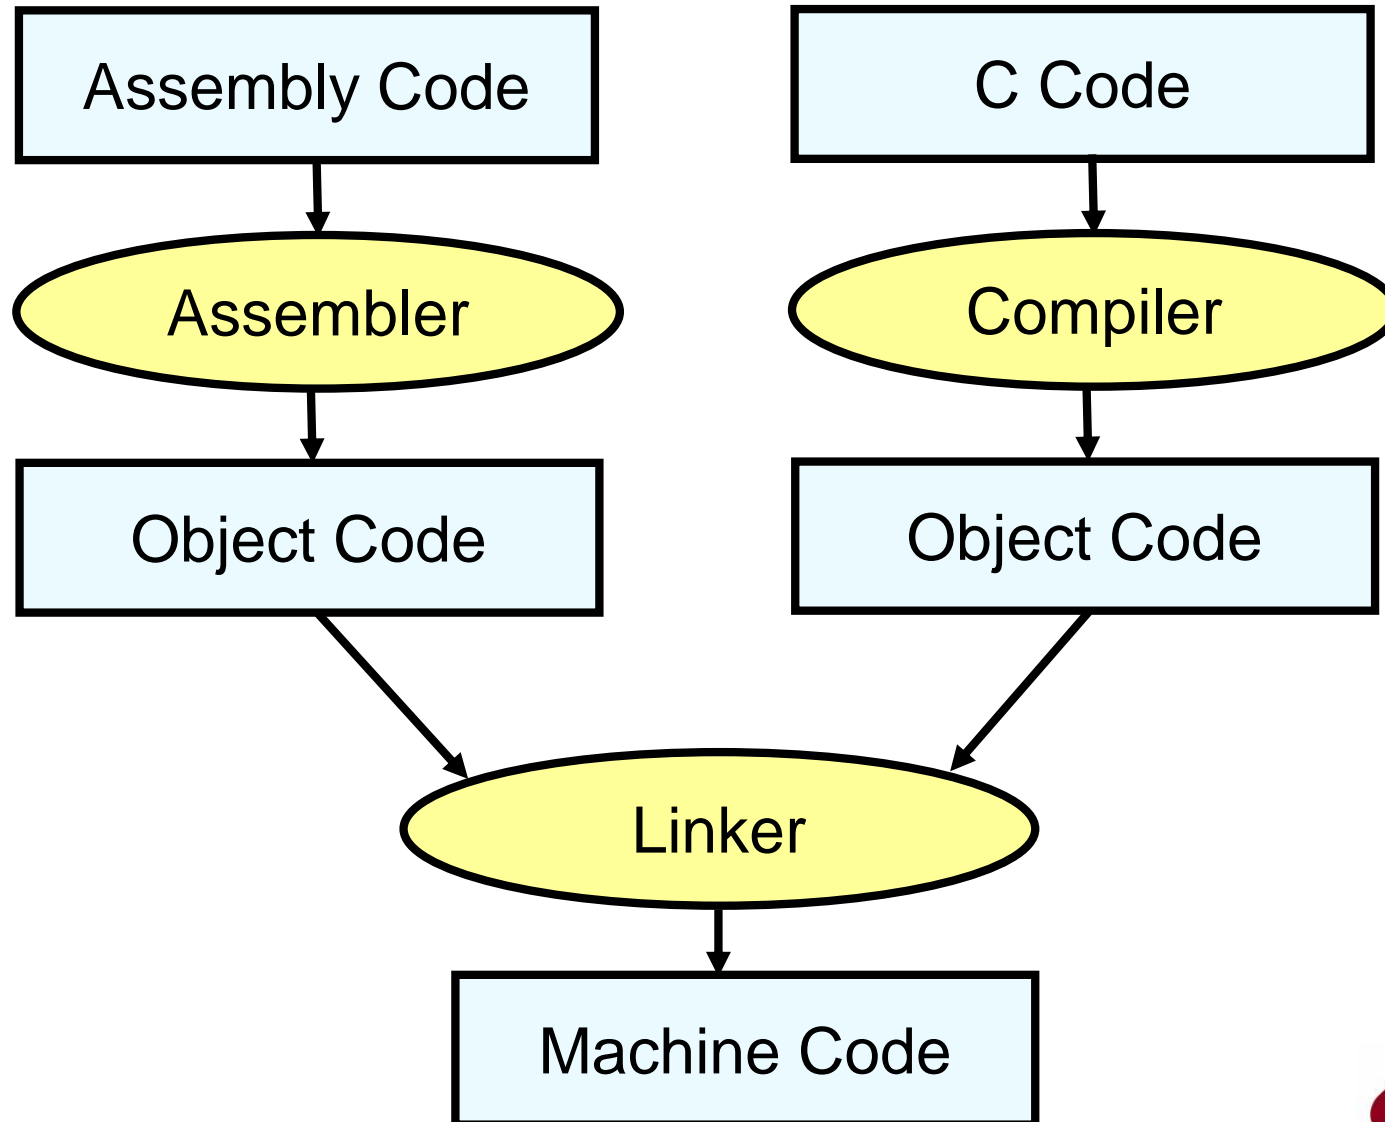 Assembly Code
C Code
Assembler
Compiler
Object Code
Object Code
Linker
Machine Code